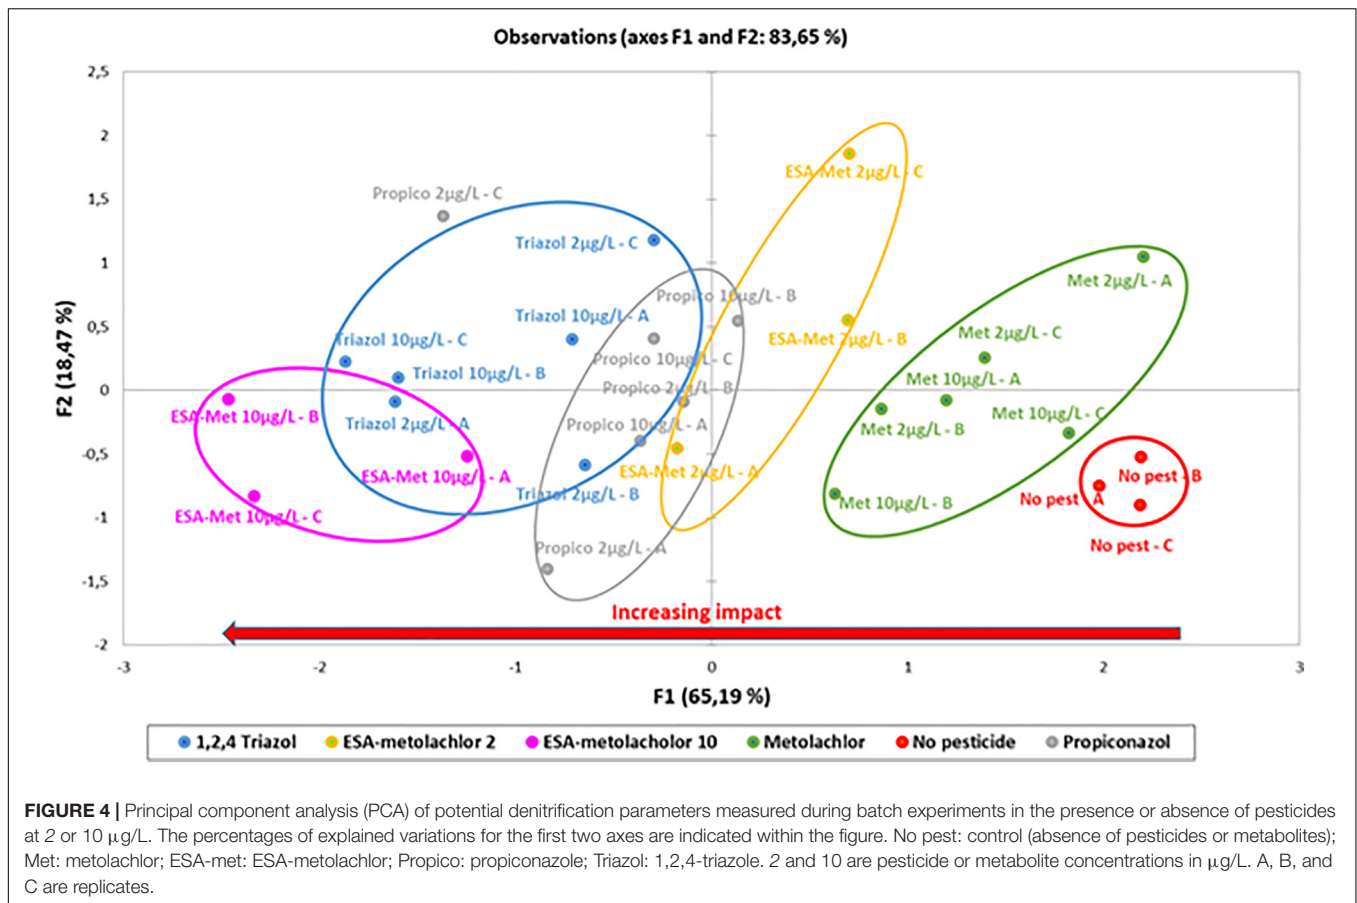 Observations (axes F1 and F2: 83,65 %)
2,5
2
1,5
1
0,5
0
-0,5
-1
-1,5
-2
F2 (18,47 %)
ESA-Met 2µg/L - C
Propico 2µg/L - C
Triazol 2µg/L - C
Met 2µg/L - A
Propico 10µg/L - B
Triazol 10µg/L - A
Met 2µg/L - C
Triazol 10µg/L - C
ESA-Met 2µg/L - B
Propico 10µg/L - C
Triazol 10µg/L - B
Met 10µg/L - A
Propico 2µg/L - B
ESA-Met 10µg/L - B
Met 10µg/L - C
Triazol 2µg/L - A
Propico 10µg/L - A
Met 2µg/L - B
ESA-Met 2µg/L - A
ESA-Met 10µg/L - A
No pest - B
Triazol 2µg/L - B
No pest - A
Met 10µg/L - B
ESA-Met 10µg/L - C
Propico 2µg/L - A
No pest - C
Increasing impact
-3 -2 -1 0 1 2 3
F1 (65,19 %)
1,2,4 Triazol ESA-metolachlor 2 ESA-metolacholor 10 Metolachlor No pesticide Propiconazol
FIGURE 4 | Principal component analysis (PCA) of potential denitrification parameters measured during batch experiments in the presence or absence of pesticides
at 2 or 10 µg/L. The percentages of explained variations for the first two axes are indicated within the figure. No pest: control (absence of pesticides or metabolites);
Met: metolachlor; ESA-met: ESA-metolachlor; Propico: propiconazole; Triazol: 1,2,4-triazole. 2 and 10 are pesticide or metabolite concentrations in µg/L. A, B, and
C are replicates.